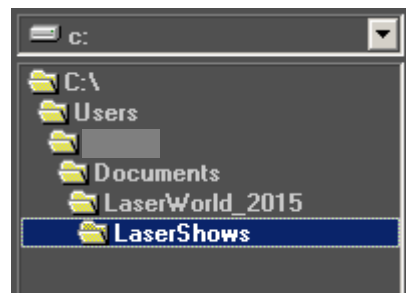 c:
C:\
Users
Documents
LaserWorld_2015
LaserShows